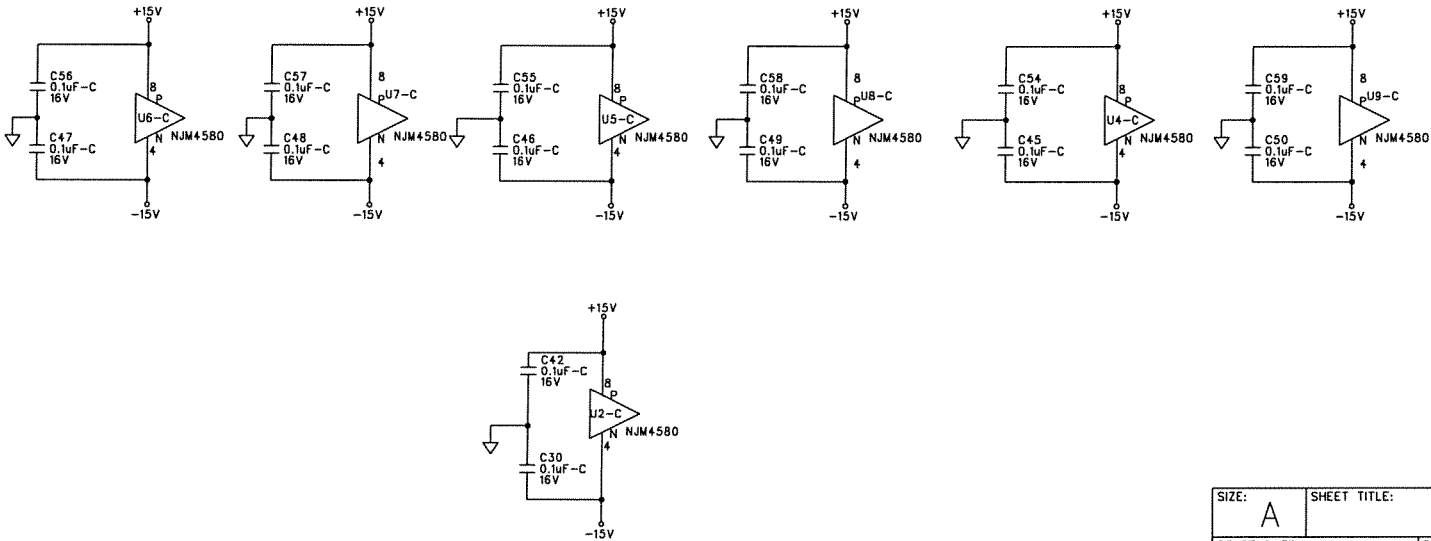 +15V
C56
0.1uF-C
16V
8
P
U6-C
C47
0.1uF-C
16V
N
NJM4580
4
-15V
+15V
C57
0.1uF-C
16V
8
P
U7-C
C48
0.1uF-C
16V
N
NJM4580
4
-15V
+15V
C55
0.1uF-C
16V
8
P
U5-C
C46
0.1uF-C
16V
N
NJM4580
4
-15V
+15V
C58
0.1uF-C
16V
8
P
U8-C
C49
0.1uF-C
16V
N
NJM4580
4
-15V
+15V
C54
0.1uF-C
16V
8
P
U4-C
C45
0.1uF-C
16V
N
NJM4580
4
-15V
+15V
C59
0.1uF-C
16V
8
P
U9-C
C50
0.1uF-C
16V
N
NJM4580
4
-15V
+15V
C42
0.1uF-C
16V
8
P
U2-C
N
NJM4580
4
C30
0.1uF-C
16V
-15V
SIZE:
A
SHEET TITLE: